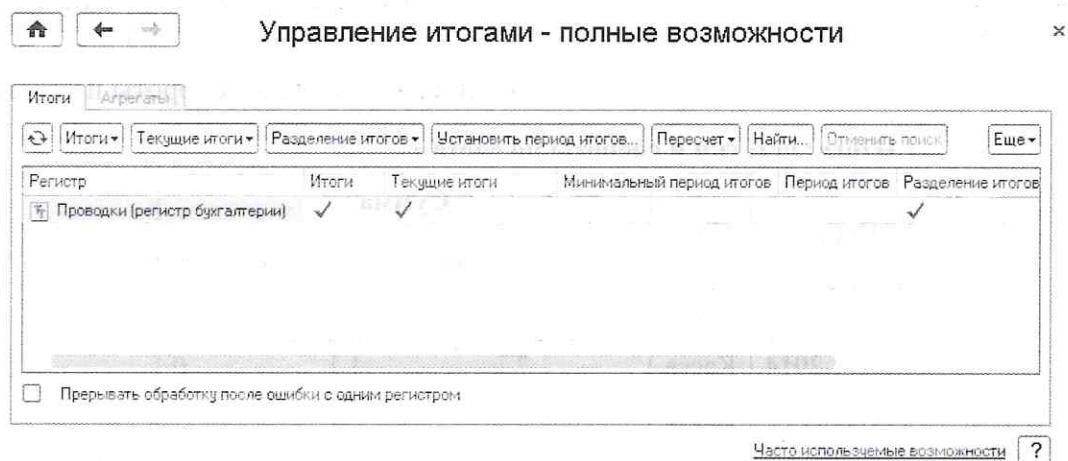 Управление итогами - полные возможности
Итоги Агрегаты
Итоги Текущие итоги Разделение итогов Установить период итогов... Пересчет Найти... Отменить поиск Еще
Регистр Итоги Текущие итоги Минимальный период итогов Период итогов Разделение итогов
Проводки (регистр бухгалтерии)
Прерывать обработку после ошибки с одним регистром
Часто используемые возможности ?